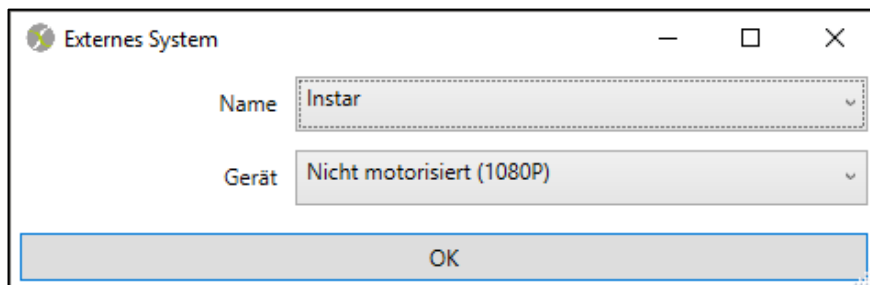 Externes System
Name Instar
Gerät Nicht motorisiert (1080P)
OK